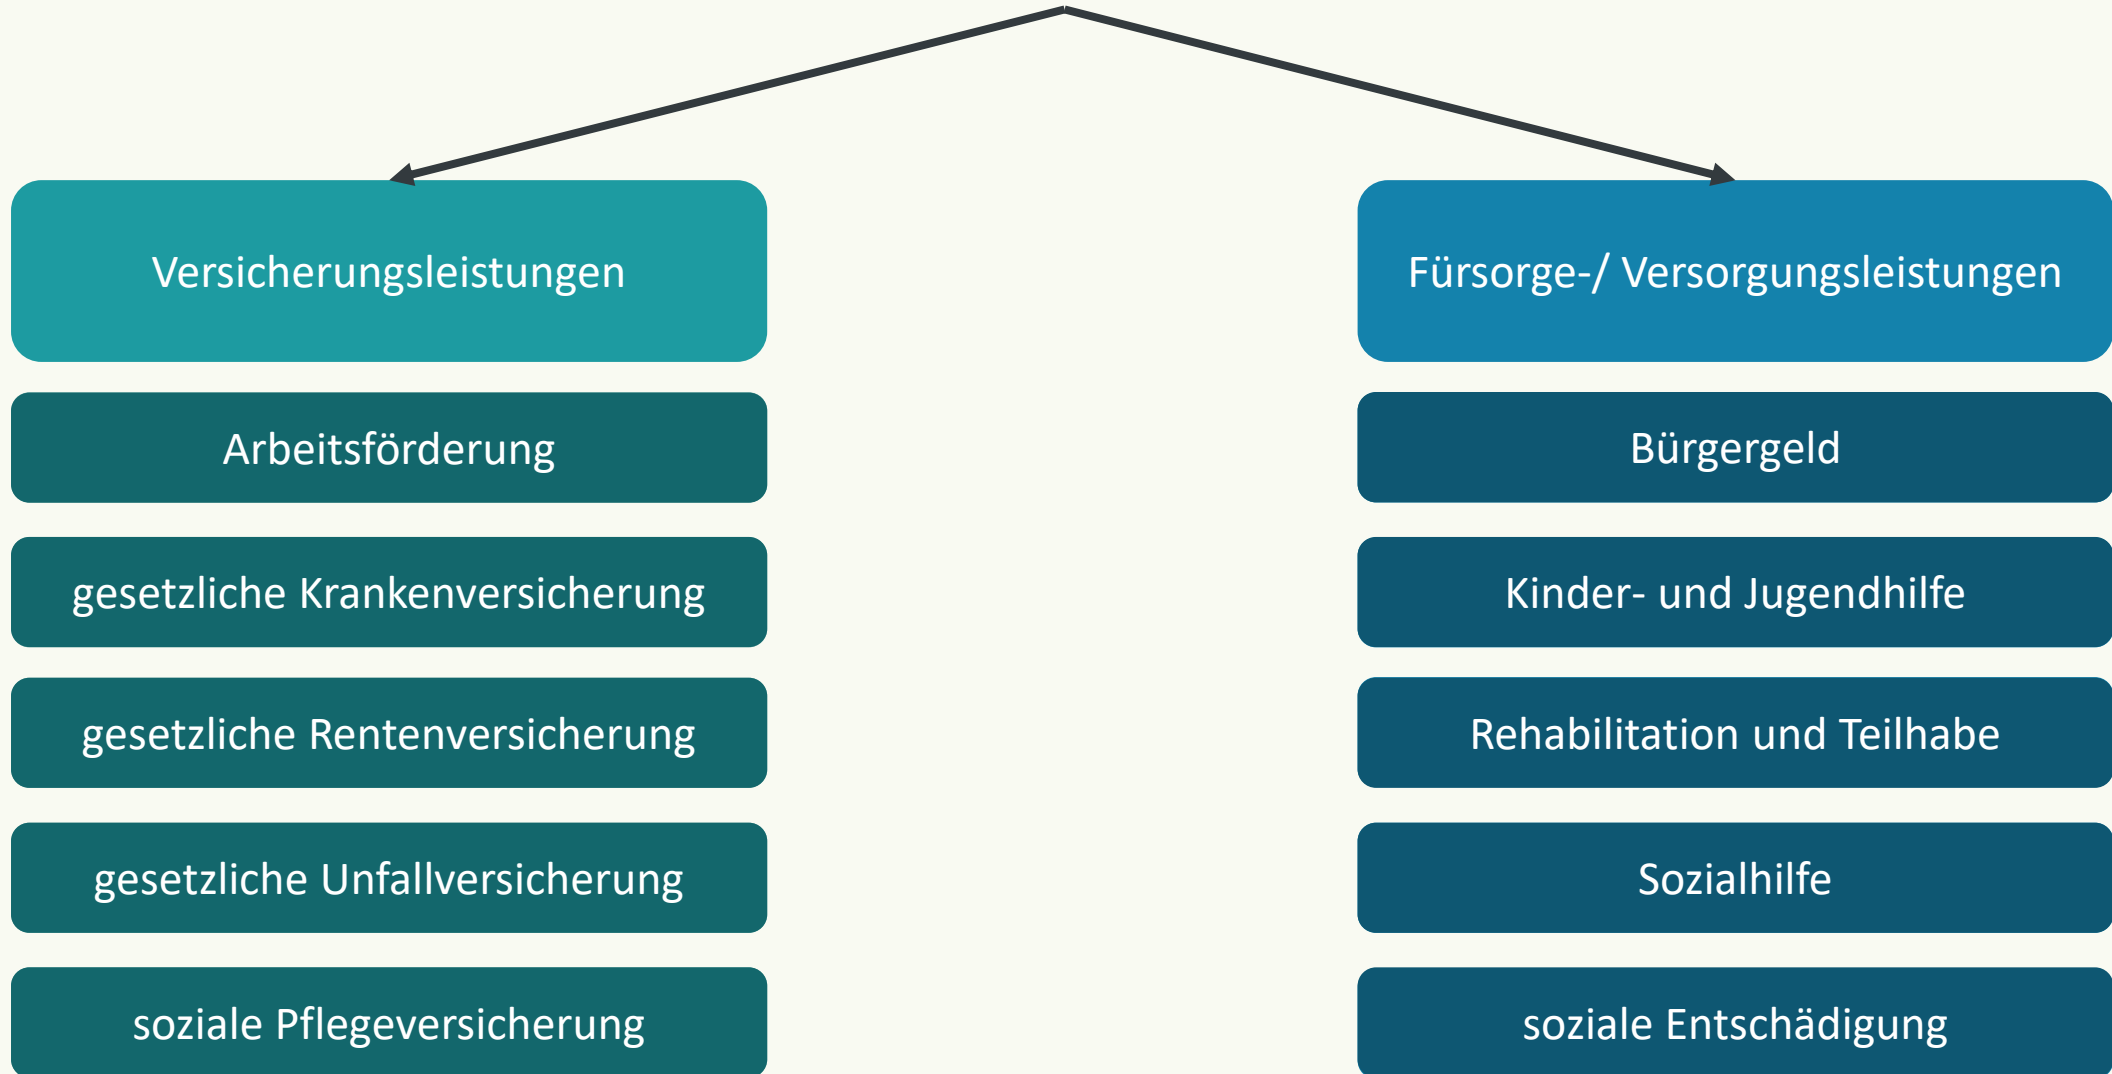 Versicherungsleistungen
Arbeitsförderung
gesetzliche Krankenversicherung
gesetzliche Rentenversicherung
gesetzliche Unfallversicherung
soziale Pflegeversicherung
Fürsorge-/ Versorgungsleistungen
Bürgergeld
Kinder- und Jugendhilfe
Rehabilitation und Teilhabe
Sozialhilfe
soziale Entschädigung